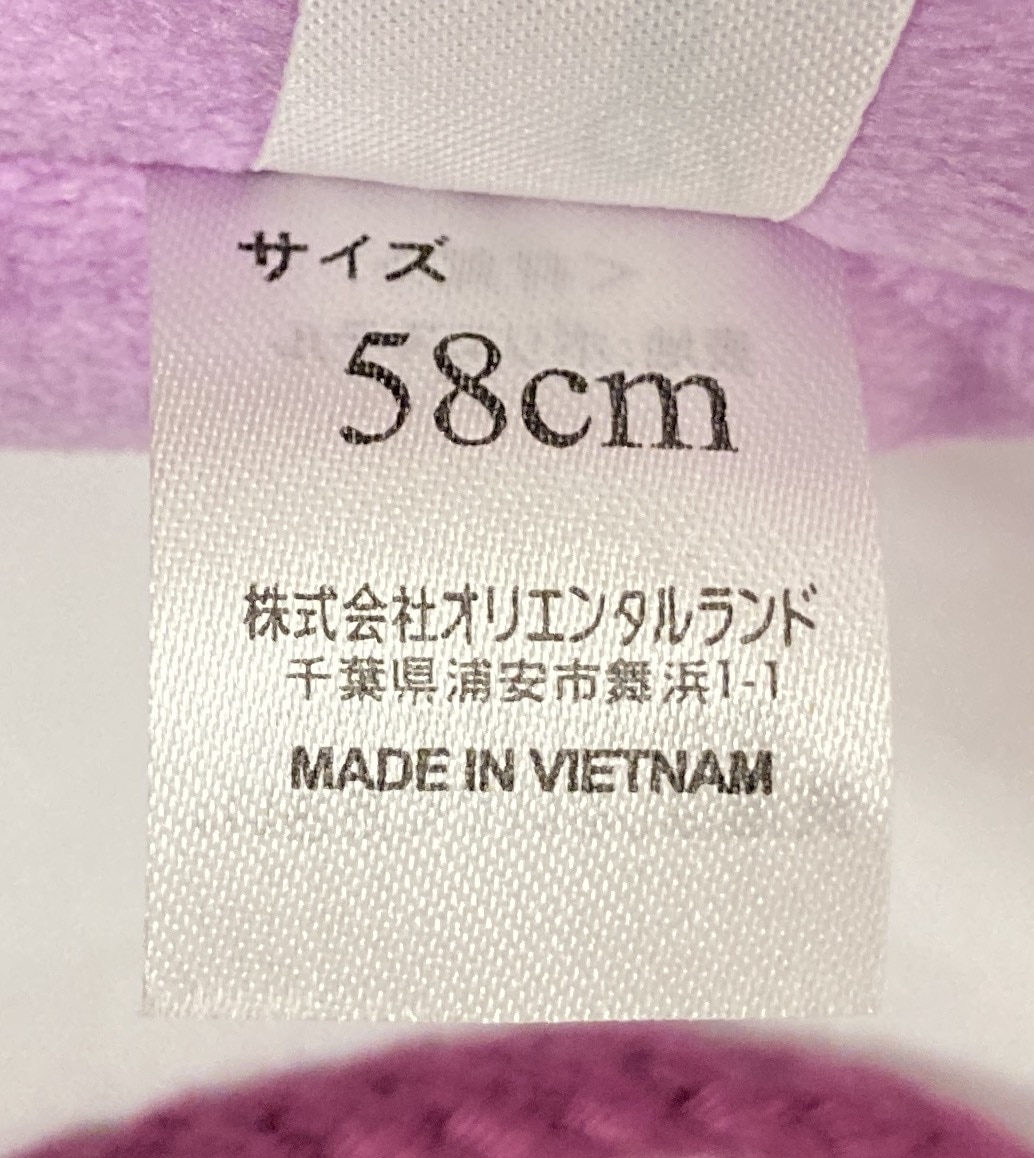 サイズ
58cm
株式会社オリエンタルランド
千葉県浦安市舞浜1-1
MADE IN VIETNAM